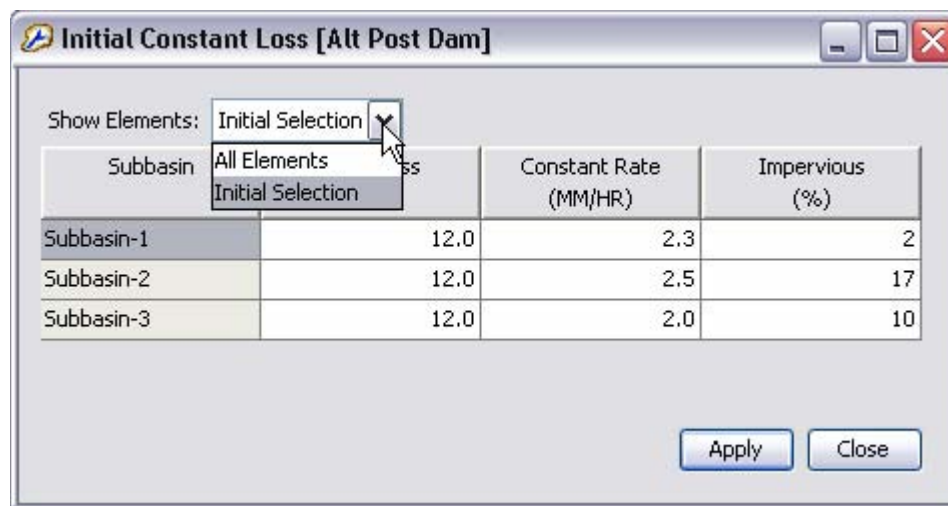 Initial Constant Loss [Alt Post Dam]
Show Elements: Initial Selection
All Elements
Initial Selection
Subbasin ss Constant Rate Impervious
(MM/HR) (%)
Subbasin-1 12.0 2.3 2
Subbasin-2 12.0 2.5 17
Subbasin-3 12.0 2.0 10
Apply Close